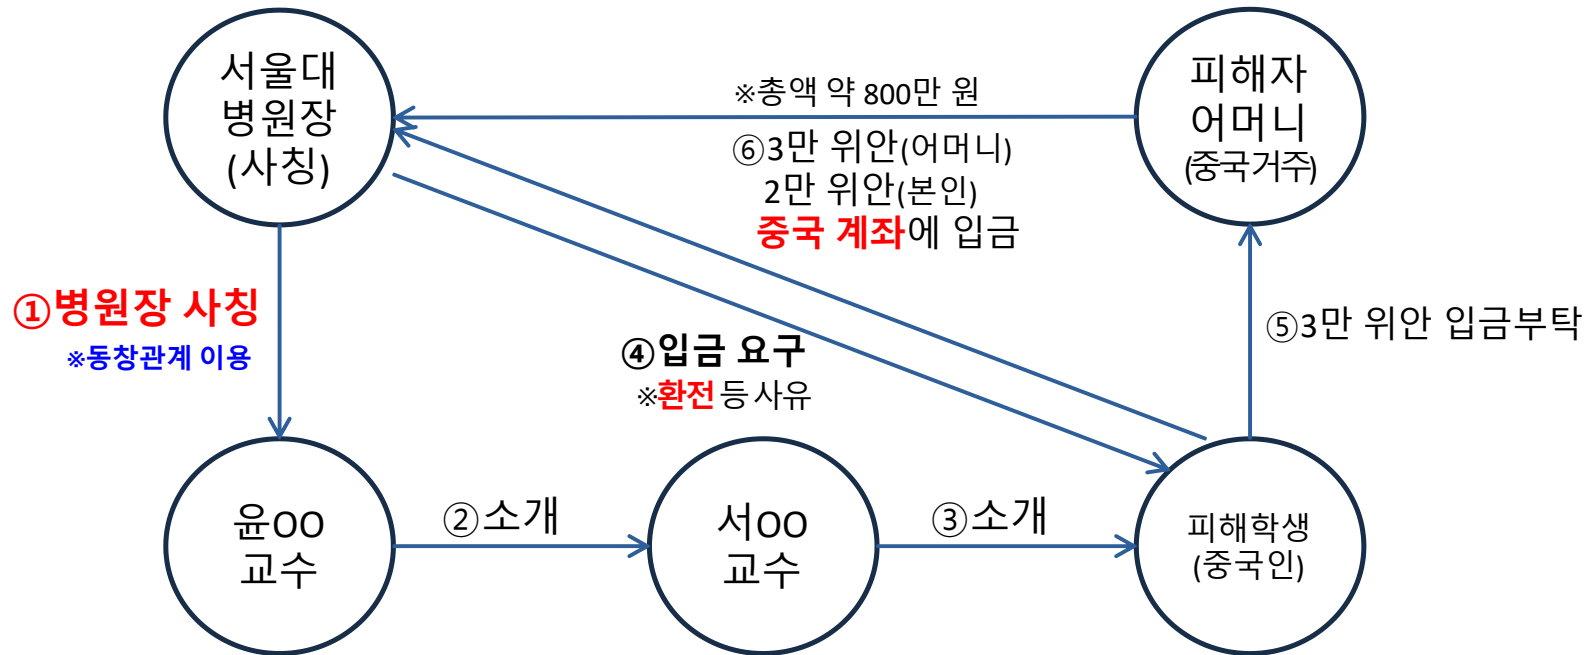 서울대
병원장
(사칭)
※총액 약 800만 원
⑥3만 위안(어머니)
2만 위안(본인)
중국 계좌에 입금
피해자
어머니
(중국거주)
①병원장 사칭
※동창관계 이용
④입금 요구
※환전 등 사유
⑤3만 위안 입금부탁
윤OO
교수
②소개
서OO
교수
③소개
피해학생
(중국인)